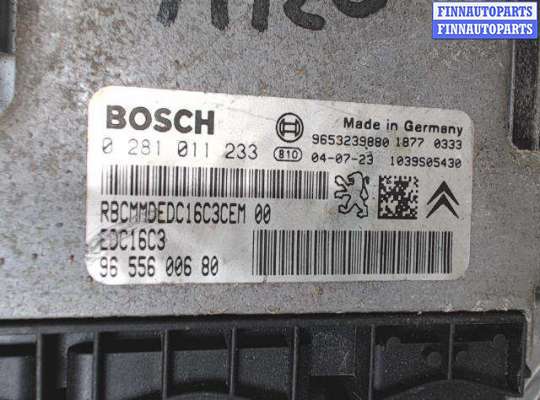 FINNAUTOPARTS
FINNAUTOPARTS
BOSCH
Made in Germany
0 281 011 233
9653239880 1877 0333
B10 04-07-23 1039S05430
RBCMMDEDC16C3CEM 00
EDC16C3
96 556 006 80